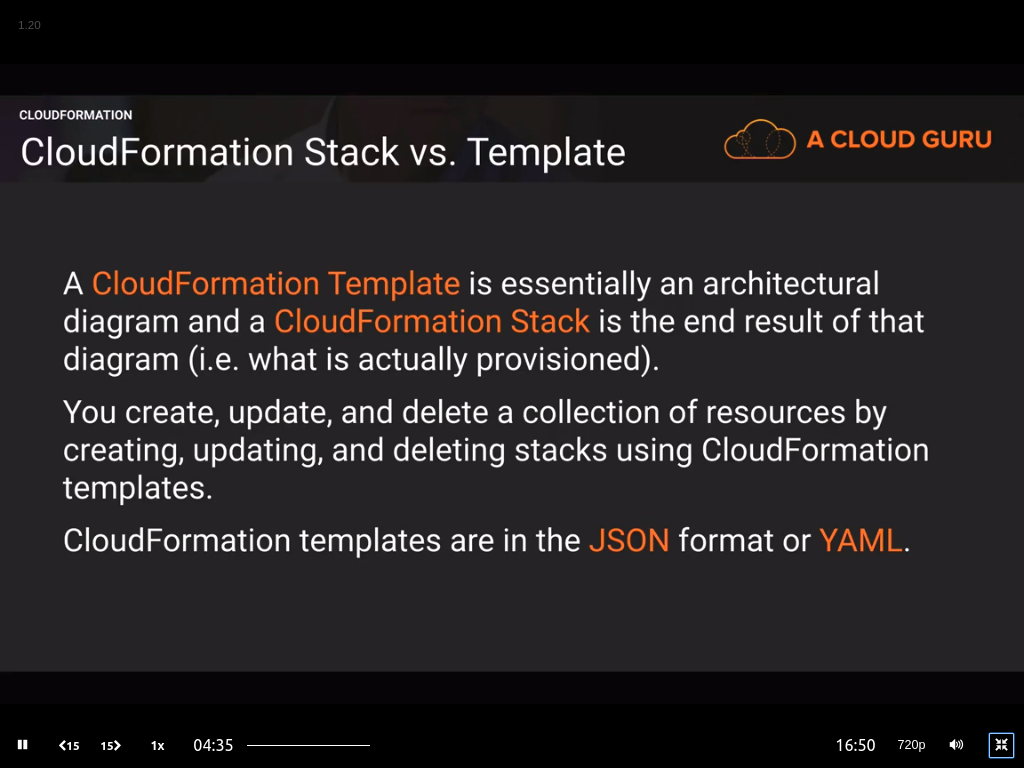 1.20
CLOUDFORMATION
CloudFormation Stack vs. Template
A CLOUD GURU
A CloudFormation Template is essentially an architectural
diagram and a CloudFormation Stack is the end result of that
diagram (i.e. what is actually provisioned).
You create, update, and delete a collection of resources by
creating, updating, and deleting stacks using CloudFormation
templates.
CloudFormation templates are in the JSON format or YAML.
15 15 1x 04:35 16:50 720p